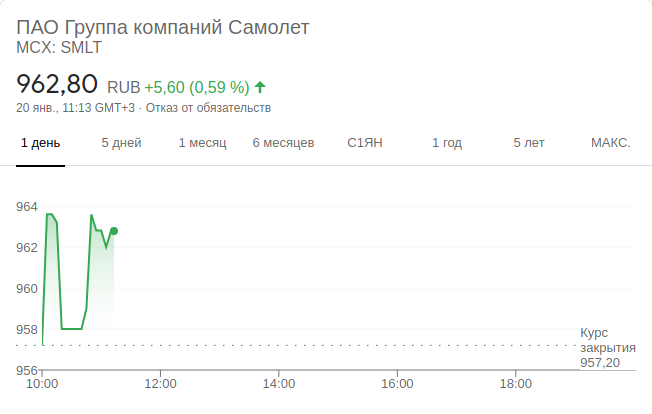 ПАО Группа компаний Самолет
MCX: SMLT
962,80 RUB +5,60 (0,59 %)
20 янв., 11:13 GMT+3 · Отказ от обязательств
1 день 5 дней 1 месяц 6 месяцев С1ЯН 1 год 5 лет МАКС.
964
962
960
958
Курс
закрытия
957,20
956
10:00 12:00 14:00 16:00 18:00